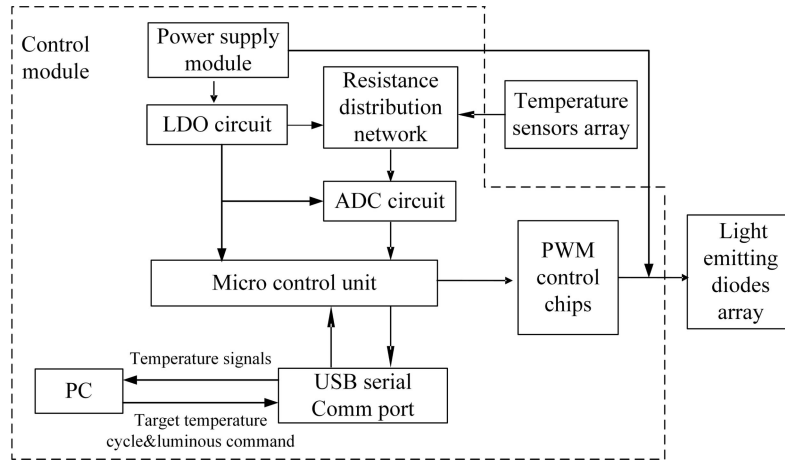 Control
module
Power supply
module
Resistance
distribution
network
Temperature
sensors array
LDO circuit
ADC circuit
Micro control unit
PWM
control
chips
Light
emitting
diodes
array
Temperature signals
PC
USB serial
Comm port
Target temperature
cycle&luminous command